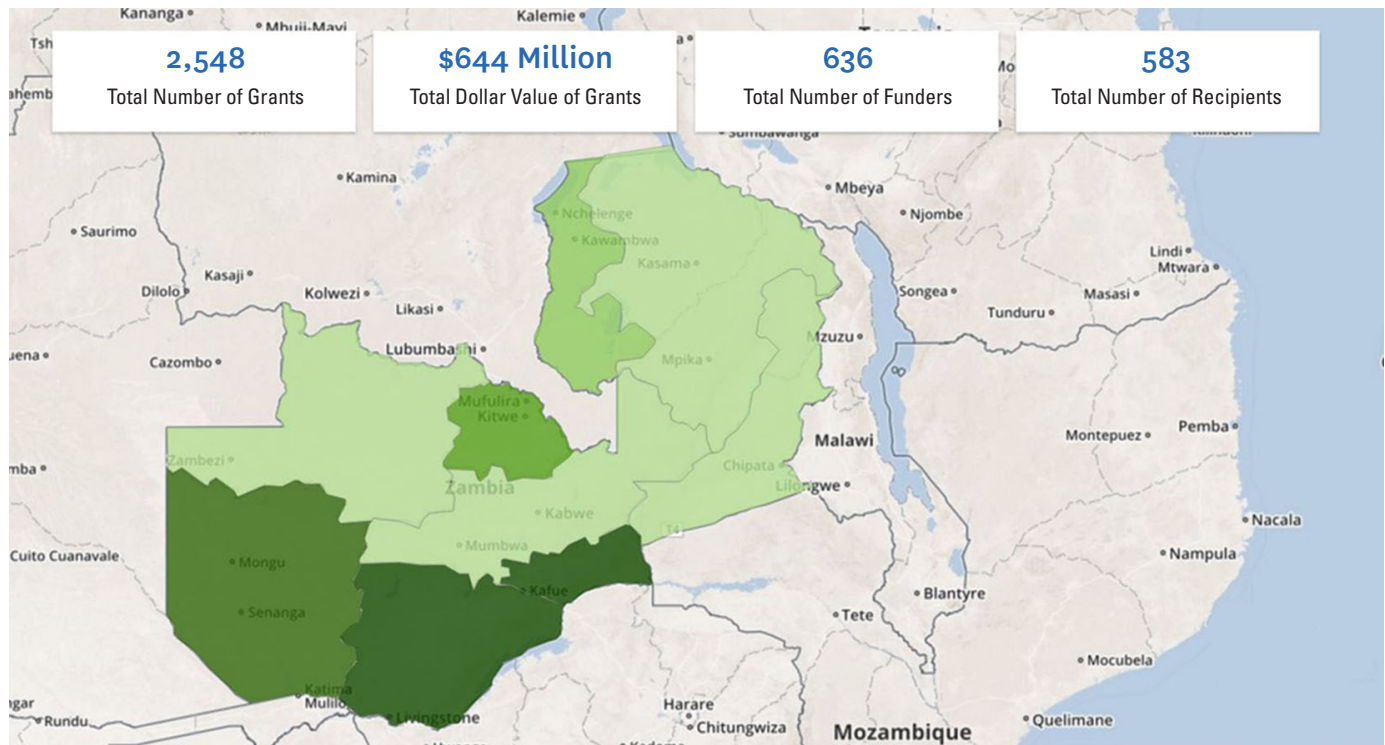 Kananga
Mbuji-Mayi
Kalemie
2,548
Total Number of Grants
$644 Million
Total Dollar Value of Grants
636
Total Number of Funders
583
Total Number of Recipients
Sumbawanga
Kamina
Mbeya
Nchelenge
Njombe
Saurimo
Kawambwa
Kasama
Lindi
Mtwara
Kasaji
Dilolo
Kolwezi
Songea
Masasi
Likasi
Tunduru
Mzuzu
Lubumbashi
Cazombo
Mpika
Mufulira
Kitwe
Pemba
Montepuez
Malawi
Zambezi
Chipata
Lilongwe
Zambia
Kabwe
T4
Nacala
Mumbwa
Cuito Cuanavale
Nampula
Mongu
Kafue
Blantyre
Senanga
Tete
Mocubela
Katima
Mulilo
Harare
Livingstone
Rundu
Chitungwiza
Quelimane
Mozambique